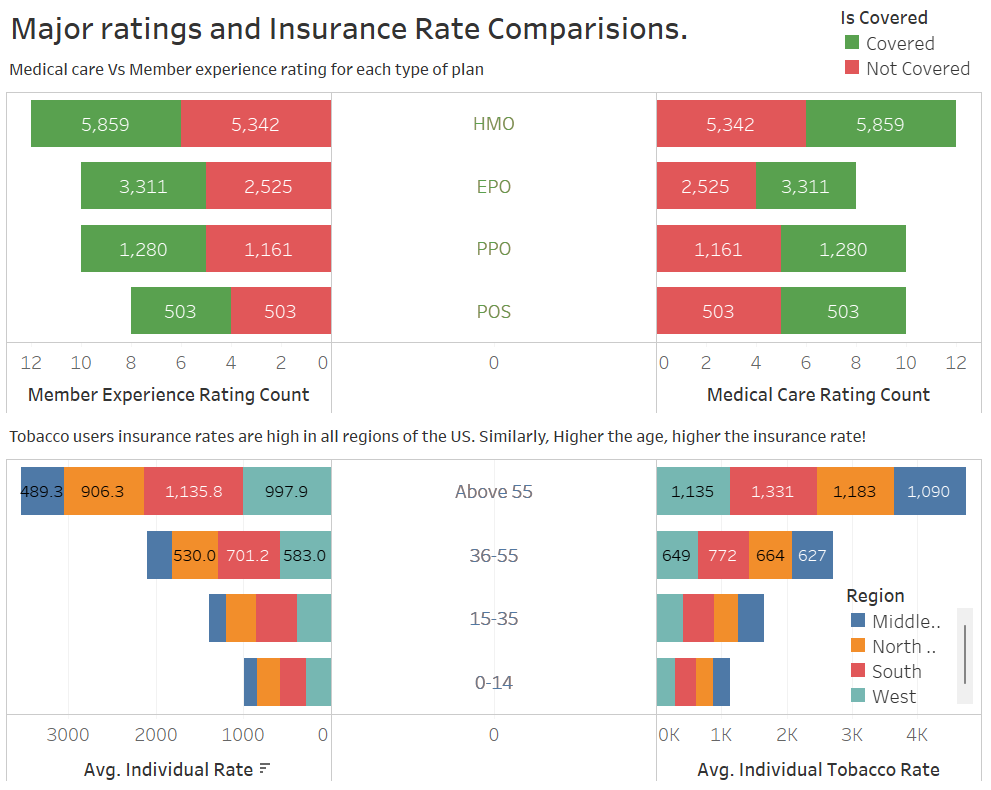 Major ratings and Insurance Rate Comparisions.
Is Covered
Covered
Not Covered
Medical care Vs Member experience rating for each type of plan
5,859 5,342 HMO 5,342 5,859
3,311 2,525 EPO 2,525 3,311
1,280 1,161 PPO 1,161 1,280
503 503 POS 503 503
12 10 8 6 4 2 0 0 0 2 4 6 8 10 12
Member Experience Rating Count Medical Care Rating Count
Tobacco users insurance rates are high in all regions of the US. Similarly, Higher the age, higher the insurance rate!
489.3 906.3 1,135.8 997.9 Above 55 1,135 1,331 1,183 1,090
530.0 701.2 583.0 36-55 649 772 664 627
15-35
0-14
Region
Middle..
North ..
South
West
3000 2000 1000 0 0 0K 1K 2K 3K 4K
Avg. Individual Rate Avg. Individual Tobacco Rate